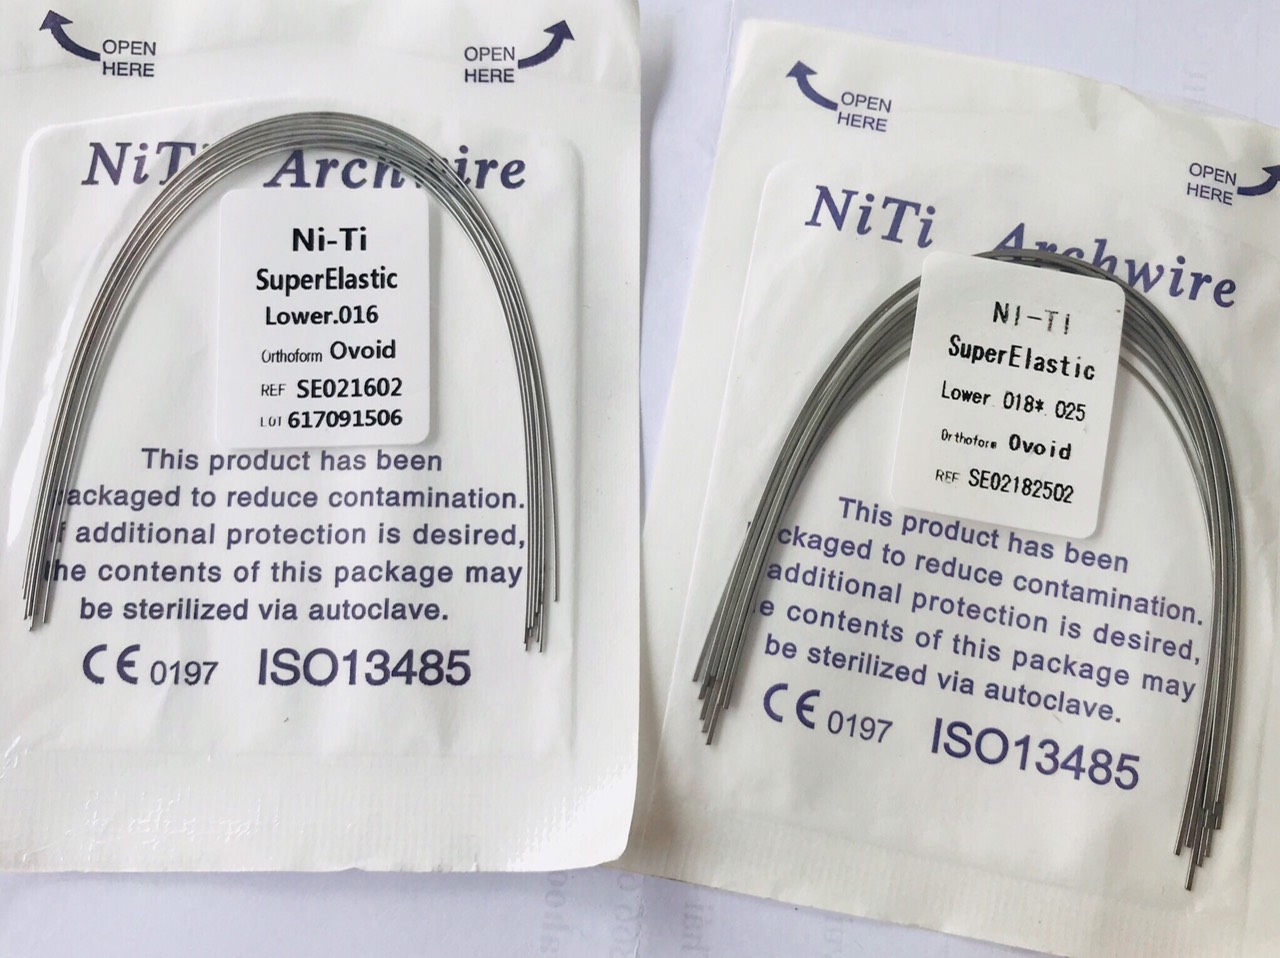 OPEN
HERE
OPEN
HERE
NiTi Archwire
Ni-Ti
SuperElastic
Lower.016
Orthoform Ovoid
REF SE021602
LOT 617091506
This product has been
ackaged to reduce contamination.
f additional protection is desired,
he contents of this package may
be sterilized via autoclave.
CE 0197 ISO13485
OPEN
HERE
OPEN
HERE
NiTi Archwire
NI-TI
SuperElastic
Lower 018* 025
Orthoform Ovoid
REF SE02182502
This product has been
ckaged to reduce contamination.
additional protection is desired,
e contents of this package may
be sterilized via autoclave.
CE 0197 ISO13485